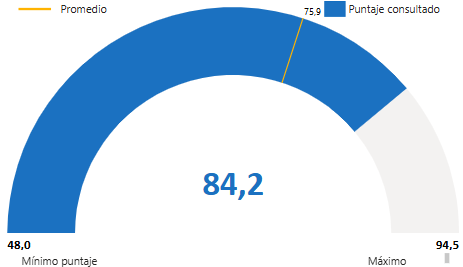 Promedio
75,9
Puntaje consultado
84,2
48,0
94,5
Mínimo puntaje
Máximo